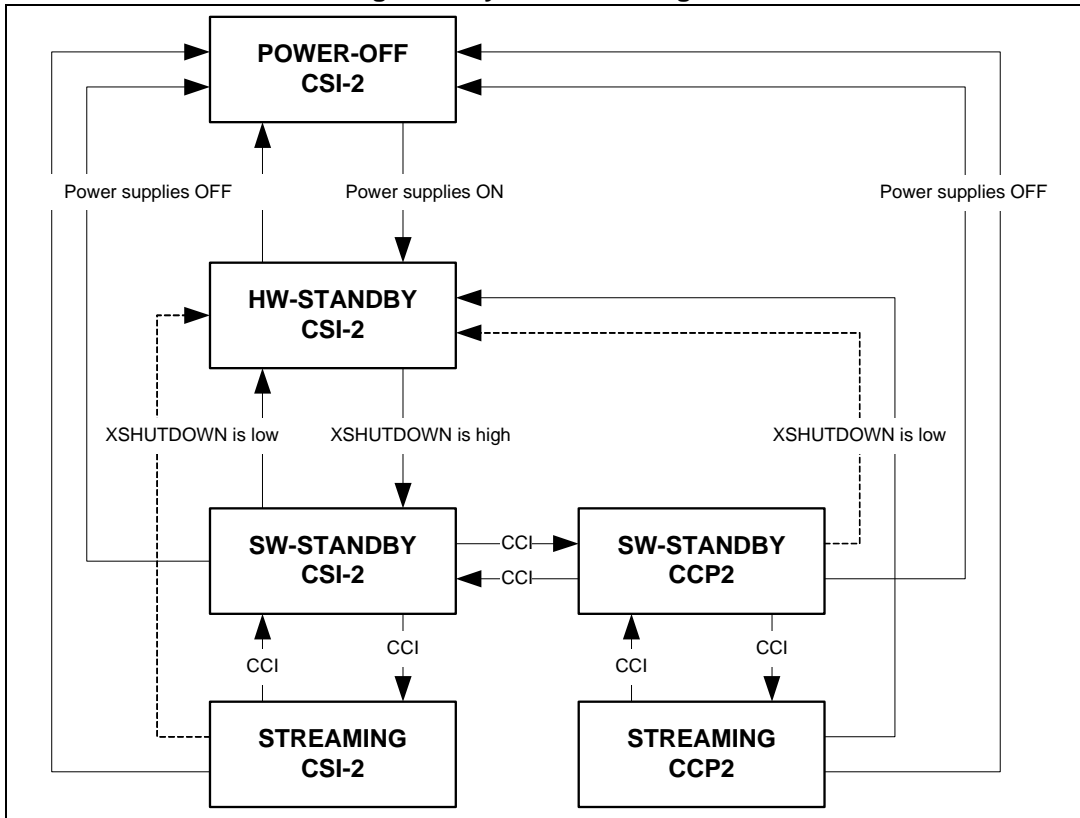 POWER-OFF
CSI-2
Power supplies OFF
Power supplies ON
Power supplies OFF
HW-STANDBY
CSI-2
XSHUTDOWN is low
XSHUTDOWN is high
XSHUTDOWN is low
SW-STANDBY
CSI-2
CCI
CCI
SW-STANDBY
CCP2
CCI
CCI
CCI
CCI
STREAMING
CSI-2
STREAMING
CCP2